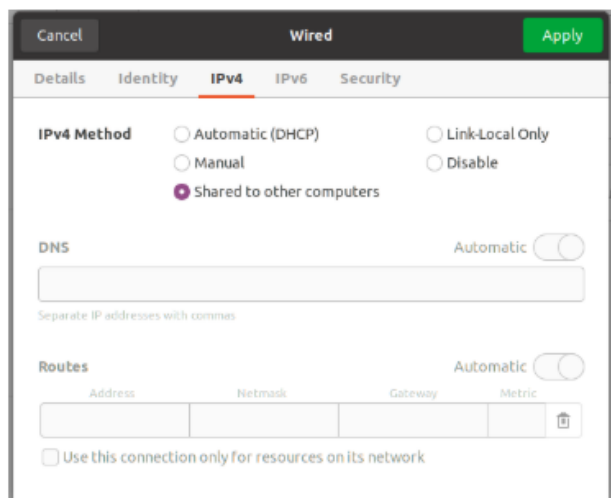 Cancel Wired Apply
Details Identity IPv4 IPv6 Security
IPv4 Method Automatic (DHCP) Link-Local Only
Manual Disable
Shared to other computers
DNS Automatic
Separate IP addresses with commas
Routes Automatic
Address Netmask Gateway Metric
Use this connection only for resources on its network